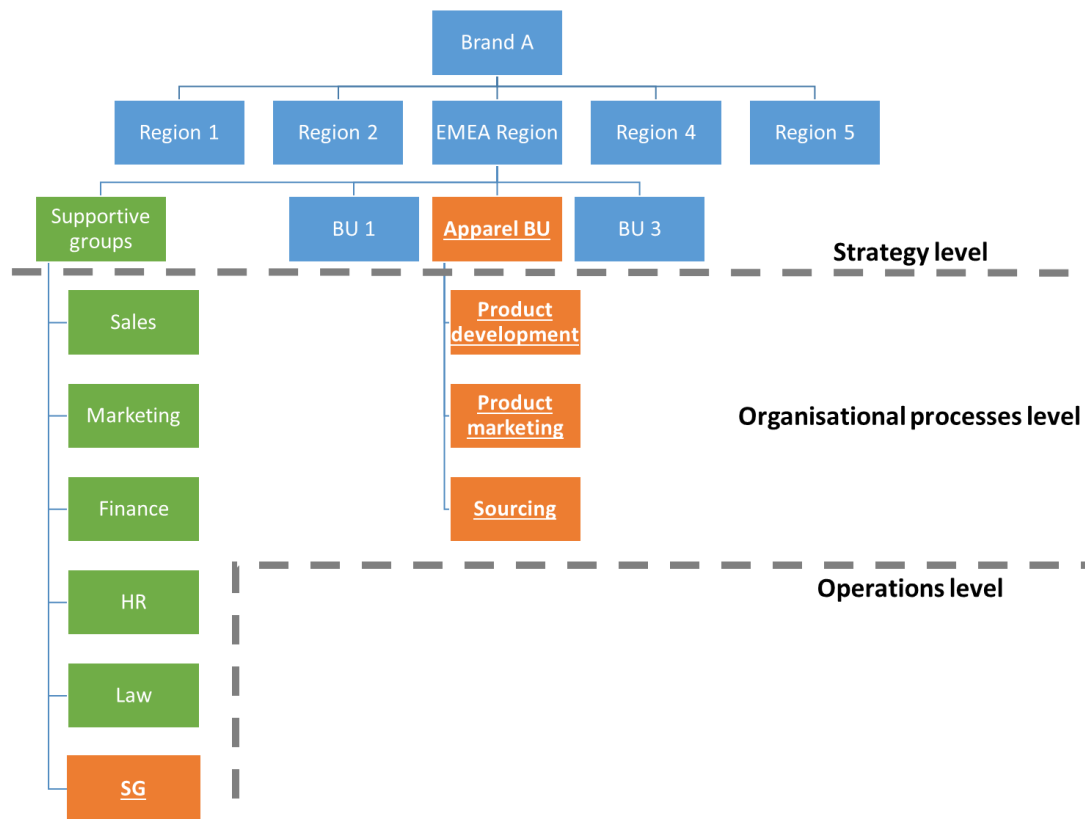 Brand A
Region 1
Region 2
EMEA Region
Region 4
Region 5
Supportive
groups
BU 1
Apparel BU
BU 3
Strategy level
Sales
Product
development
Marketing
Product
marketing
Organisational processes level
Finance
Sourcing
HR
Operations level
Law
SG